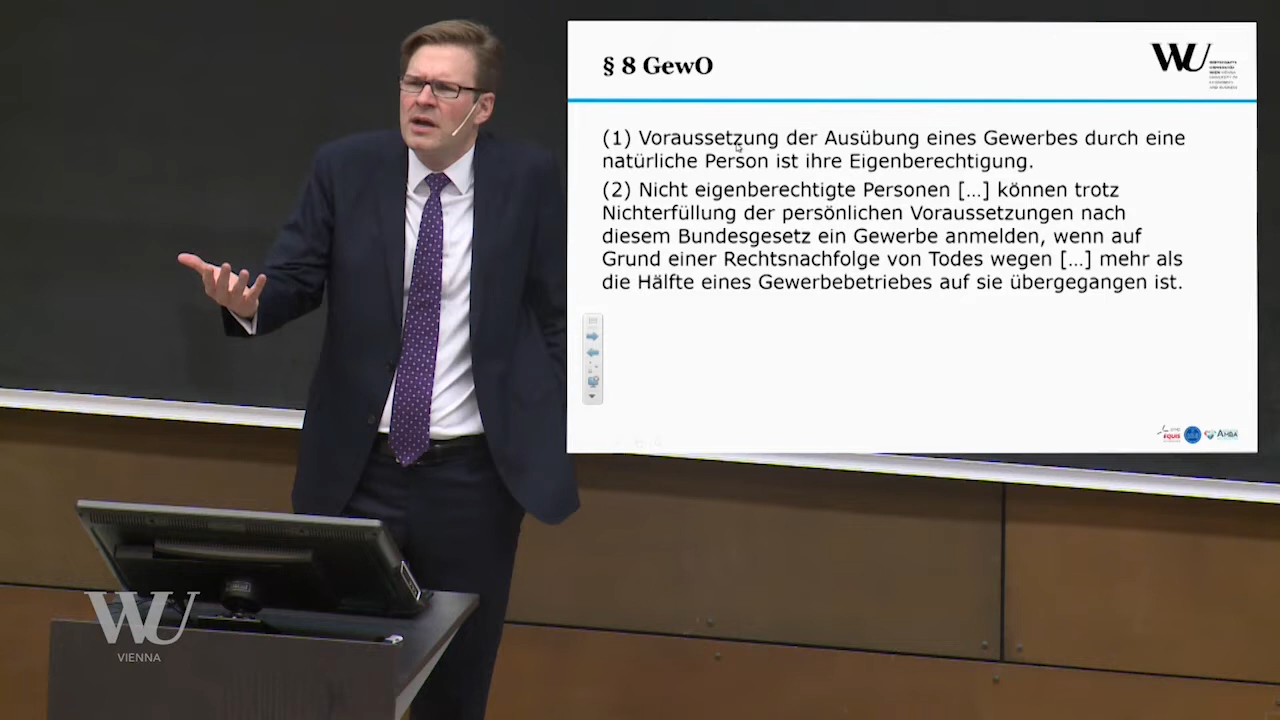 § 8 GewO
WU
(1) Voraussetzung der Ausübung eines Gewerbes durch eine
natürliche Person ist ihre Eigenberechtigung.
(2) Nicht eigenberechtigte Personen […] können trotz
Nichterfüllung der persönlichen Voraussetzungen nach
diesem Bundesgesetz ein Gewerbe anmelden, wenn auf
Grund einer Rechtsnachfolge von Todes wegen […] mehr als
die Hälfte eines Gewerbebetriebes auf sie übergegangen ist.
EQUIS
AMBA
WU
VIENNA